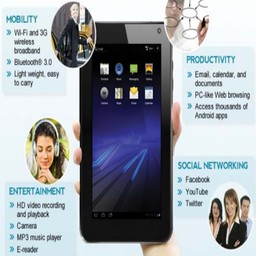 MOBILITY
Wi-Fi and 3G
wireless
broadband
Bluetooth® 3.0
Light weight, easy
to carry
PRODUCTIVITY
Email, calendar, and
documents
PC-like Web browsing
Access thousands of
Android apps
ENTERTAINMENT
HD video recording
and playback
Camera
MP3 music player
E-reader
SOCIAL NETWORKING
Facebook
YouTube
Twitter